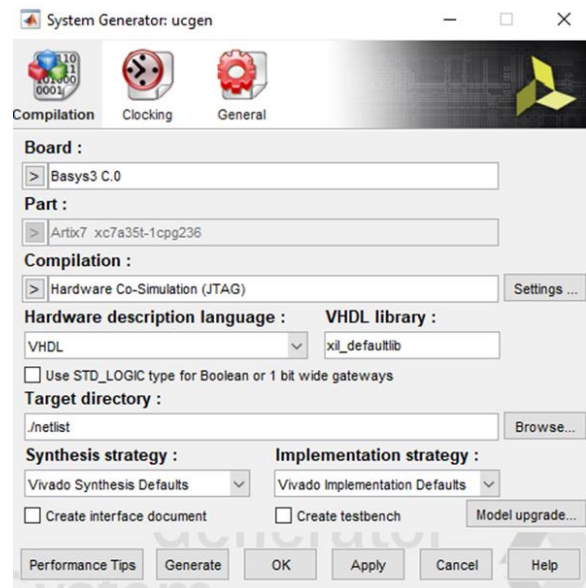 System Generator: ucgen
Compilation Clocking General
Board :
> Basys3 C.0
Part :
> Artix7 xc7a35t-1cpg236
Compilation :
> Hardware Co-Simulation (JTAG) Settings ...
Hardware description language : VHDL library :
VHDL xil_defaultlib
Use STD_LOGIC type for Boolean or 1 bit wide gateways
Target directory :
./netlist Browse...
Synthesis strategy : Implementation strategy :
Vivado Synthesis Defaults Vivado Implementation Defaults
Create interface document Create testbench Model upgrade...
Performance Tips Generate OK Apply Cancel Help